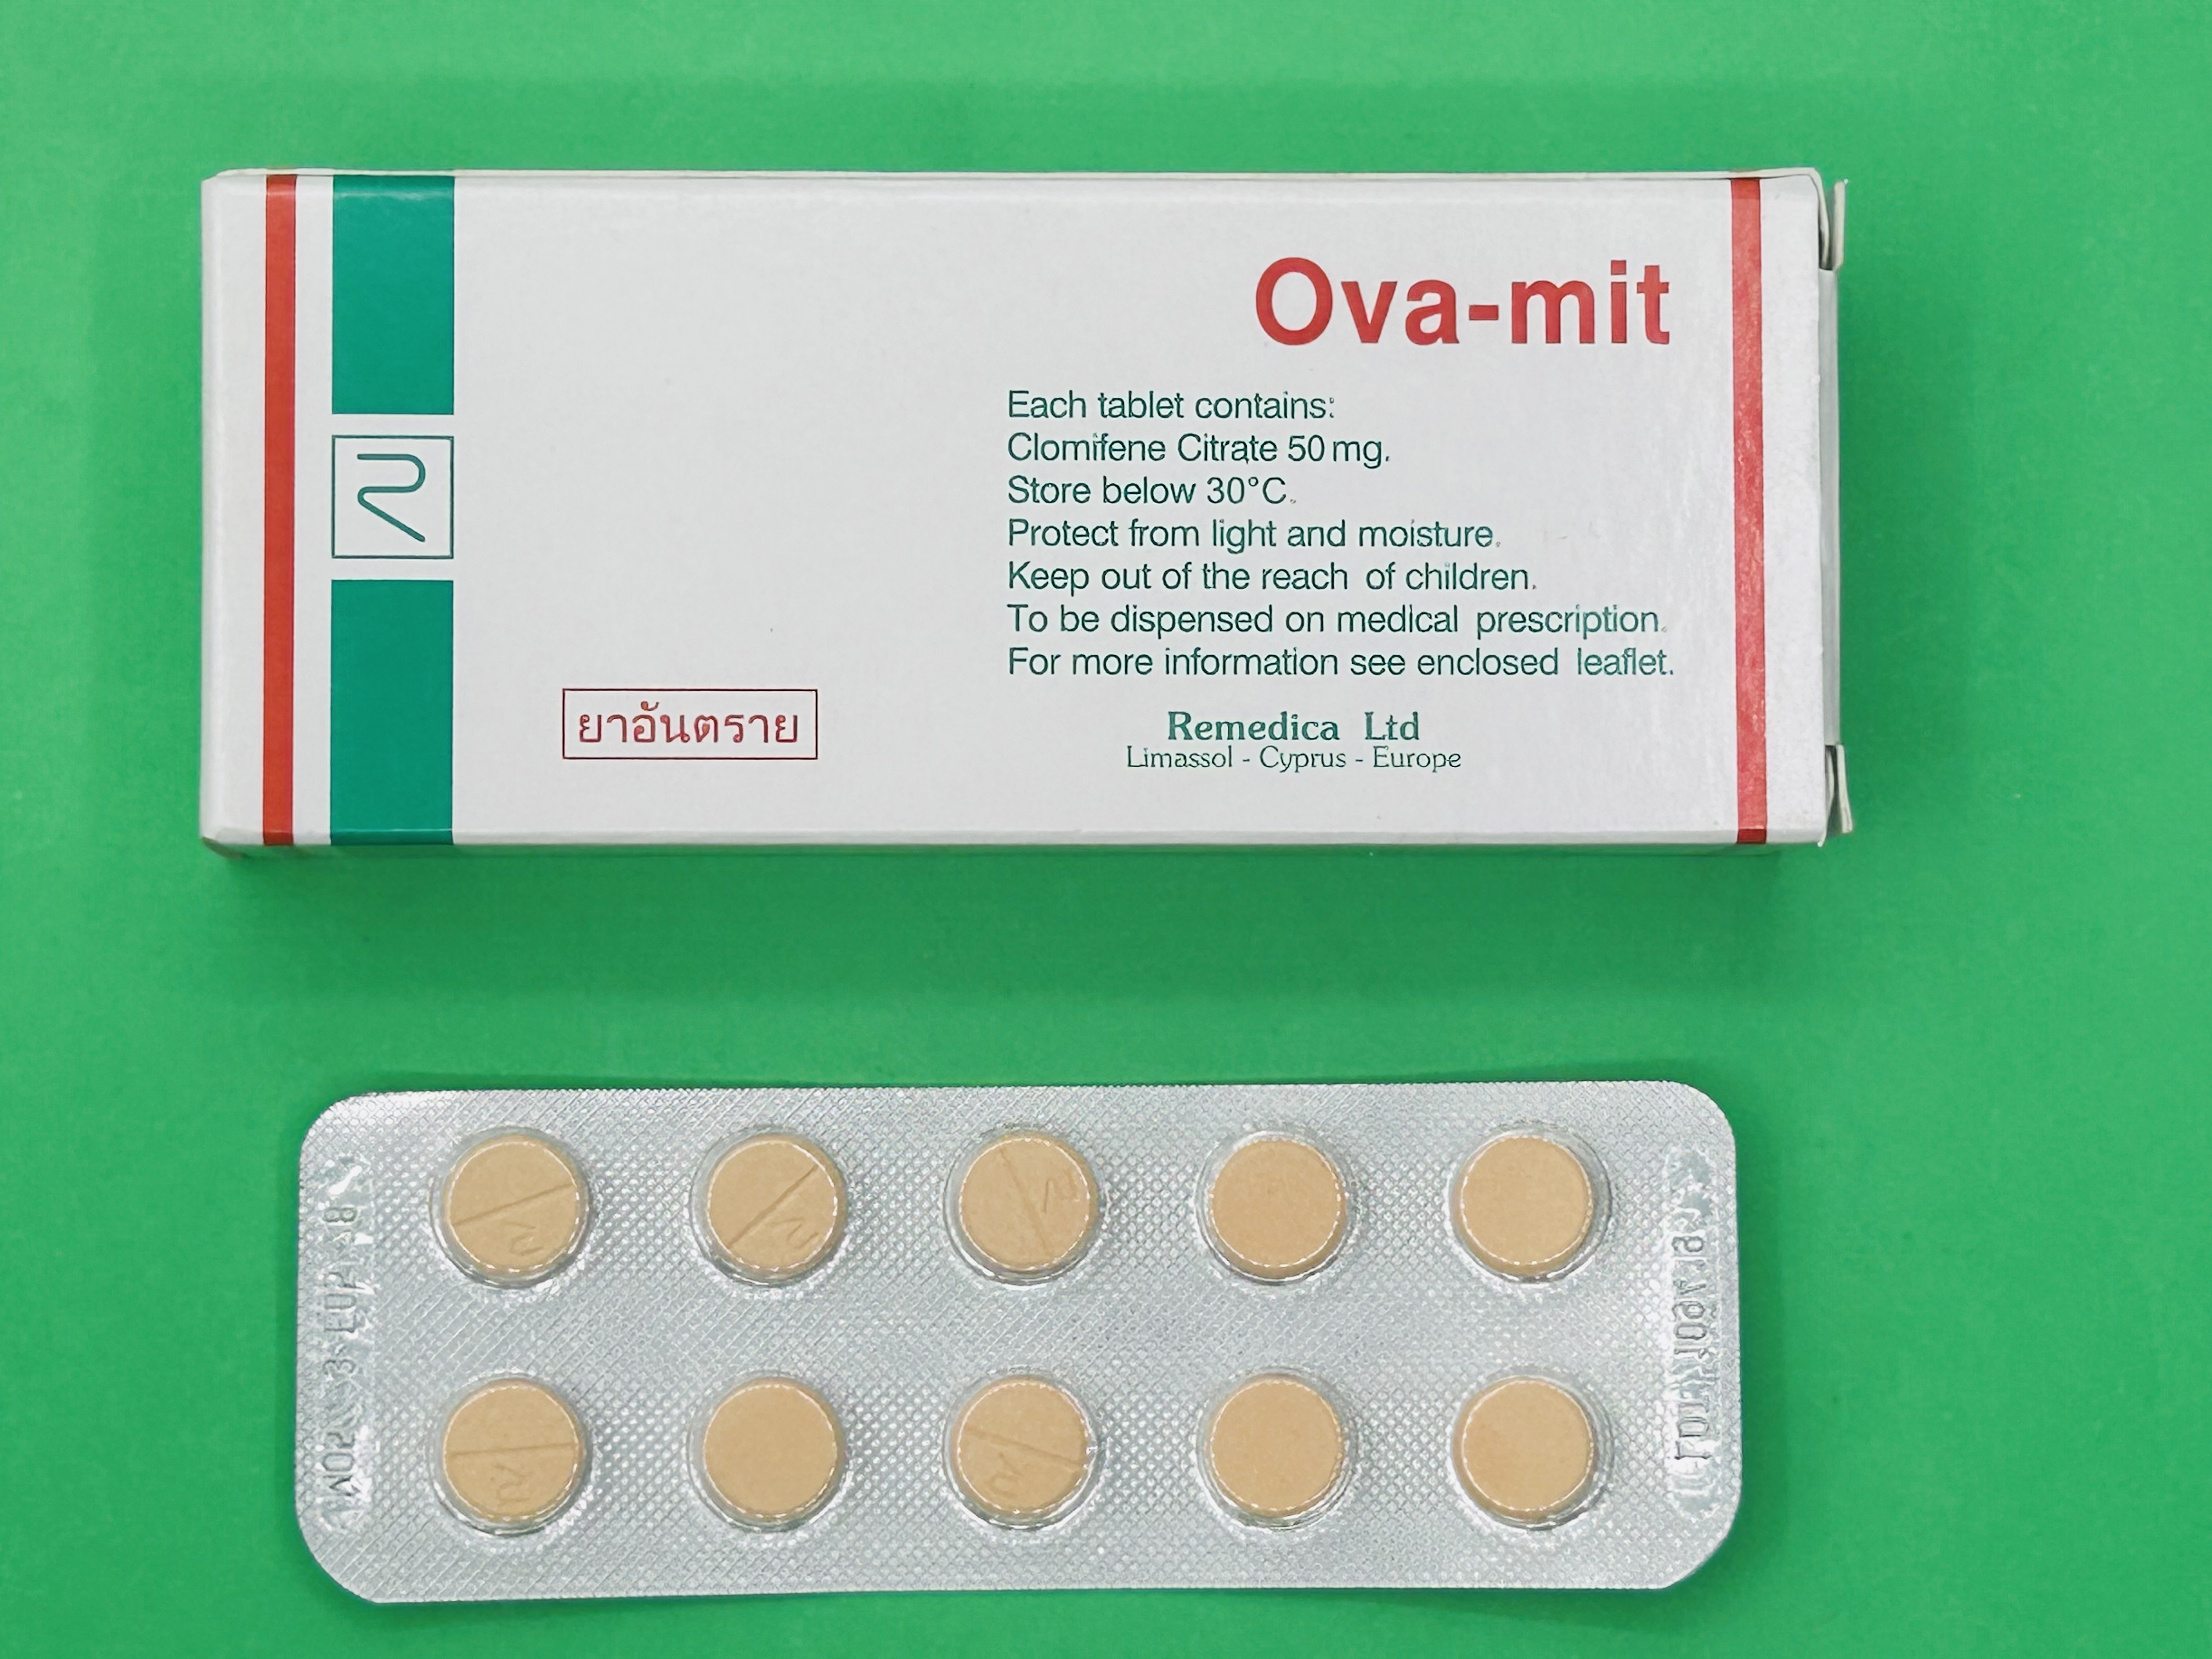 Ova-mit
Each tablet contains:
Clomifene Citrate 50 mg.
Store below 30°C.
Protect from light and moisture.
Keep out of the reach of children.
To be dispensed on medical prescription.
For more information see enclosed leaflet.
ยาอันตราย
Remedica Ltd
Limassol - Cyprus - Europe